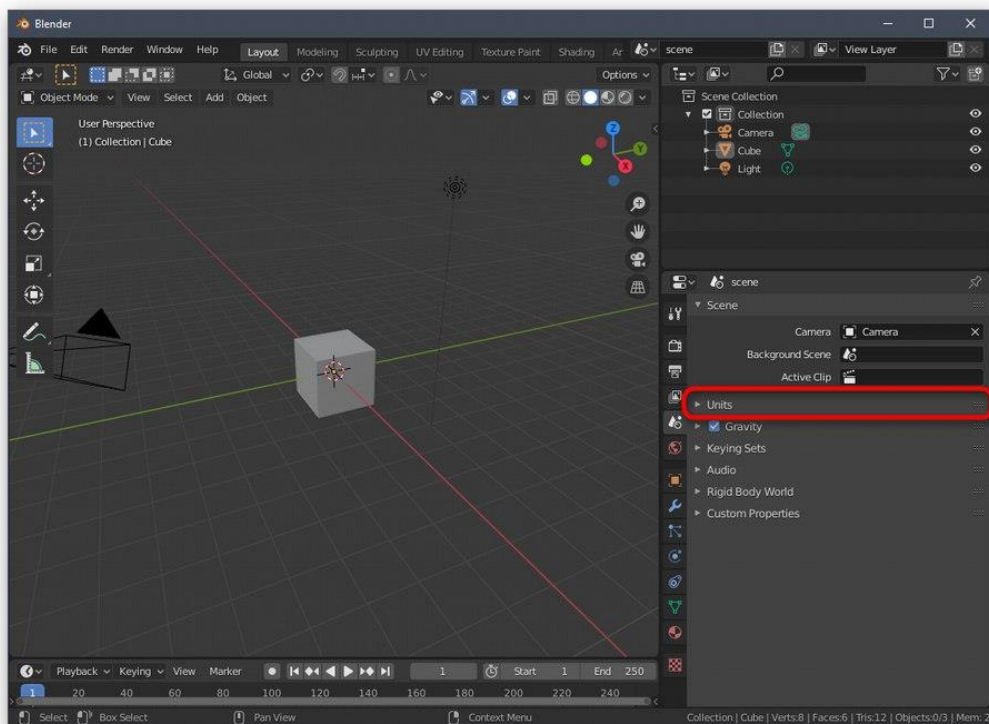 Blender
File Edit Render Window Help Layout Modeling Sculpting UV Editing Texture Paint Shading Ar scene View Layer
Global Options
Object Mode View Select Add Object
User Perspective
(1) Collection | Cube
Z
Y
X
Scene Collection
Collection
Camera
Cube
Light
scene
Scene
Camera Camera
Background Scene
Active Clip
Units
Gravity
Keying Sets
Audio
Rigid Body World
Custom Properties
Playback Keying View Marker 1 Start 1 End 250
1 20 40 60 80 100 120 140 160 180 200 220 240
Select Box Select Pan View Context Menu Collection | Cube | Verts:8 | Faces:6 | Tris:12 | Objects:0/3 | Mem: 2